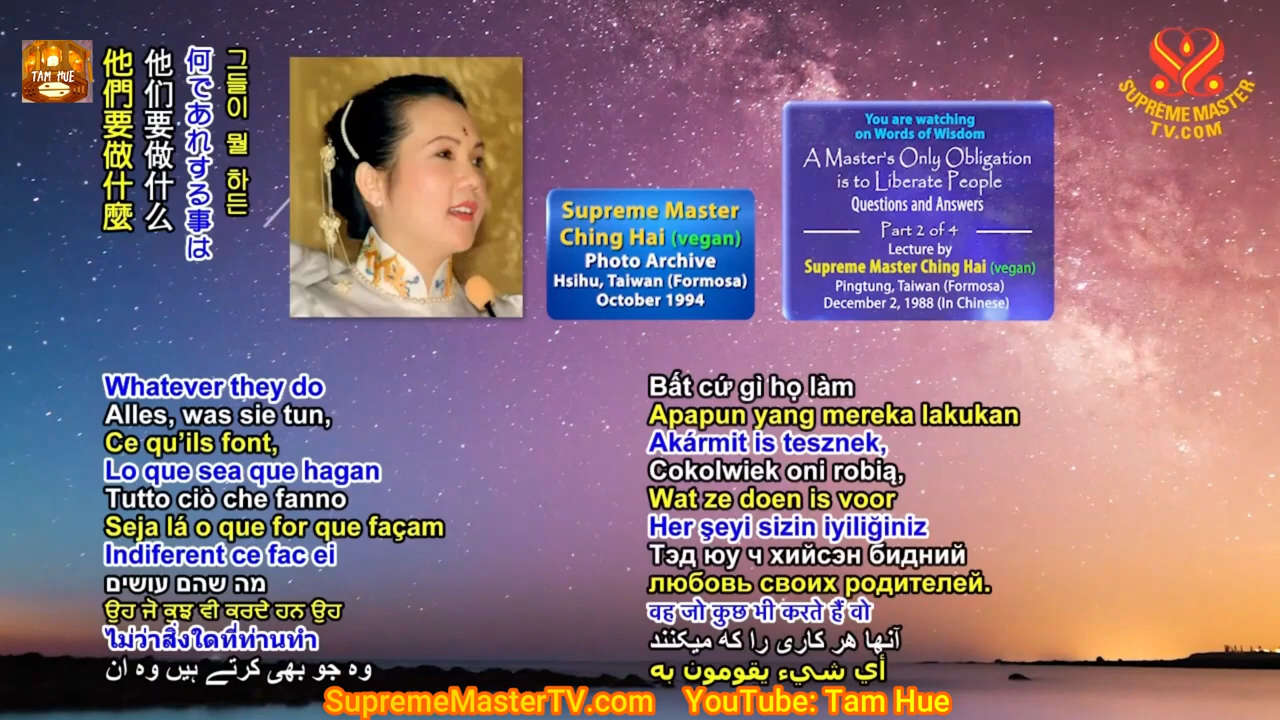 TAM HUE
他們要做什麼
他们要做什么
何であれする事は
그들이 뭘 하든
Supreme Master
Ching Hai (vegan)
Photo Archive
Hsihu, Taiwan (Formosa)
October 1994
You are watching
on Words of Wisdom
A Master's Only Obligation
is to Liberate People
Questions and Answers
Part 2 of 4
Lecture by
Supreme Master Ching Hai (vegan)
Pingtung, Taiwan (Formosa)
December 2, 1988 (In Chinese)
SUPREME MASTER
TV.COM
Whatever they do
Alles, was sie tun,
Ce qu’ils font,
Lo que sea que hagan
Tutto ciò che fanno
Seja lá o que for que façam
Indiferent ce fac ei
מה שהם עושים
ਉਹ ਜੋ ਕੁਝ ਵੀ ਕਰਦੇ ਹਨ ਉਹ
ไม่ว่าสิ่งใดที่ท่านทำ
وہ جو بھی کرتے ہیں وہ ان
Bất cứ gì họ làm
Apapun yang mereka lakukan
Akármit is tesznek,
Cokolwiek oni robią,
Wat ze doen is voor
Her şeyi sizin iyiliğiniz
Тэд юу ч хийсэн бидний
любовь своих родителей.
वह जो कुछ भी करते हैं वो
آنها هر کاری را که میکنند
أي شيء يقومون به
SupremeMasterTV.com YouTube: Tam Hue